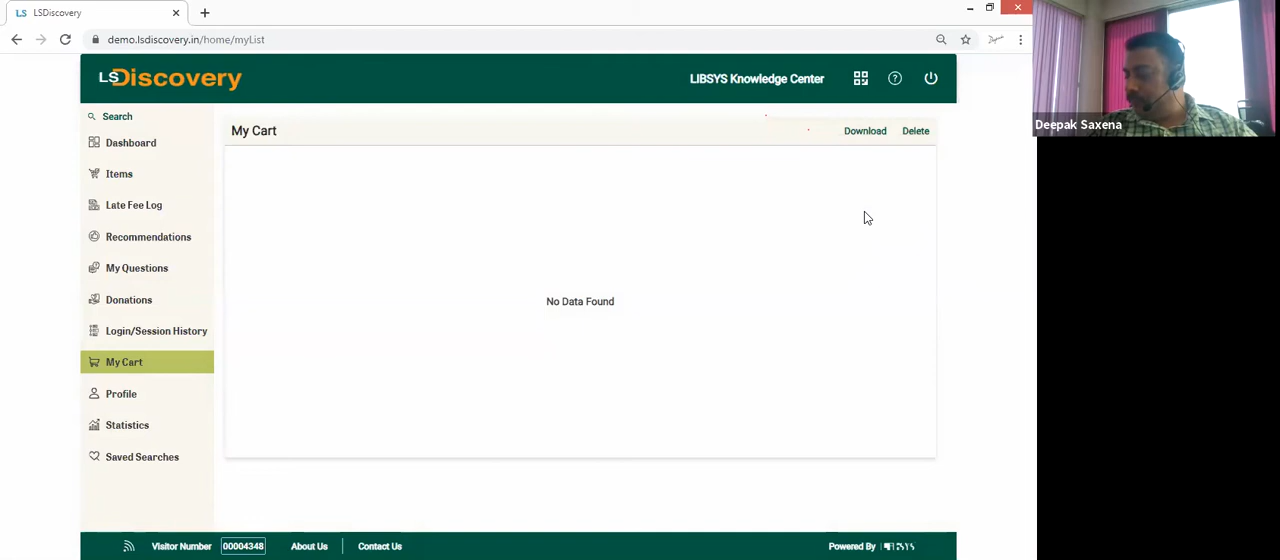 LS LSDiscovery
demo.lsdiscovery.in/home/myList
LSDiscovery
LIBSYS Knowledge Center
Deepak Saxena
Search
My Cart
Download Delete
Dashboard
Items
Late Fee Log
Recommendations
My Questions
Donations
Login/Session History
My Cart
Profile
Statistics
Saved Searches
No Data Found
Visitor Number 00004348 About Us Contact Us
Powered By